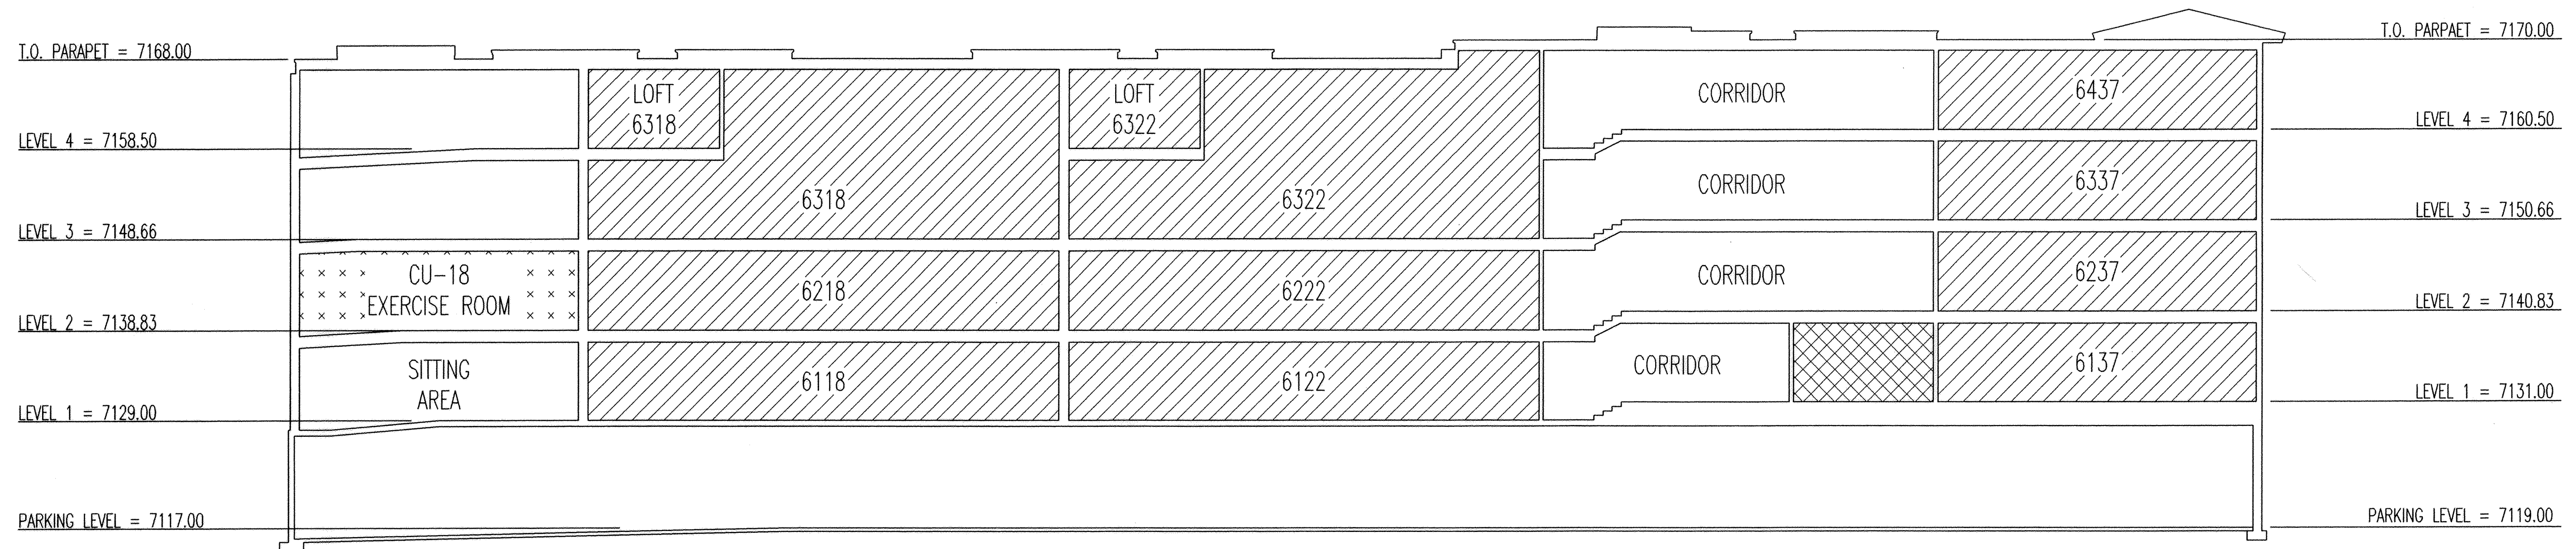 T.O. PARAPET = 7168.00
LEVEL 4 = 7158.50
LEVEL 3 = 7148.66
LEVEL 2 = 7138.83
LEVEL 1 = 7129.00
PARKING LEVEL = 7117.00
LOFT
6318
LOFT
6322
CORRIDOR
6437
6318
6322
CORRIDOR
6337
CU-18
EXERCISE ROOM
6218
6222
CORRIDOR
6237
SITTING
AREA
6118
6122
CORRIDOR
6137
T.O. PARPAET = 7170.00
LEVEL 4 = 7160.50
LEVEL 3 = 7150.66
LEVEL 2 = 7140.83
LEVEL 1 = 7131.00
PARKING LEVEL = 7119.00